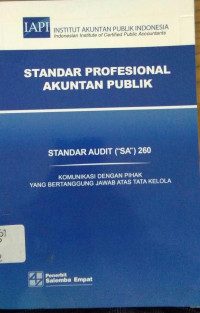 IAPI
INSTITUT AKUNTAN PUBLIK INDONESIA
Indonesian Institute of Certified Public Accountants
STANDAR PROFESIONAL
AKUNTAN PUBLIK
STANDAR AUDIT ("SA") 260
KOMUNIKASI DENGAN PIHAK
YANG BERTANGGUNG JAWAB ATAS TATA KELOLA
Penerbit
Salemba Empat